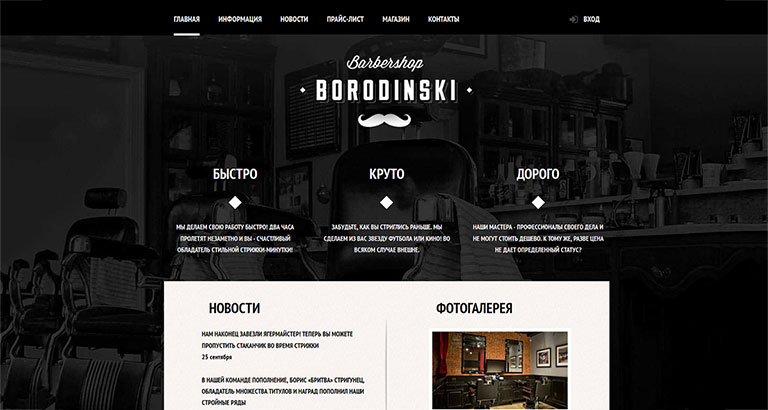 ГЛАВНАЯ ИНФОРМАЦИЯ НОВОСТИ ПРАЙС-ЛИСТ МАГАЗИН КОНТАКТЫ ВХОД
Barbershop
BORODINSKI
БЫСТРО
МЫ ДЕЛАЕМ СВОЮ РАБОТУ БЫСТРО! ДВА ЧАСА
ПРОЛЕТЯТ НЕЗАМЕТНО И ВЫ - СЧАСТЛИВЫЙ
ОБЛАДАТЕЛЬ СТИЛЬНОЙ СТРИЖКИ-МИНУТКИ!
КРУТО
ЗАБУДЬТЕ, КАК ВЫ СТРИГЛИСЬ РАНЬШЕ. МЫ
СДЕЛАЕМ ИЗ ВАС ЗВЕЗДУ ФУТБОЛА ИЛИ КИНО! ВО
ВСЯКОМ СЛУЧАЕ ВНЕШНЕ.
ДОРОГО
НАШИ МАСТЕРА - ПРОФЕССИОНАЛЫ СВОЕГО ДЕЛА И
НЕ МОГУТ СТОИТЬ ДЕШЕВО. К ТОМУ ЖЕ, РАЗВЕ ЦЕНА
НЕ ДАЕТ ОПРЕДЕЛЕННЫЙ СТАТУС?
НОВОСТИ
НАМ НАКОНЕЦ ЗАВЕЗЛИ ЯГЕРМАЙСТЕР! ТЕПЕРЬ ВЫ МОЖЕТЕ
ПРОПУСТИТЬ СТАКАНЧИК ВО ВРЕМЯ СТРИЖКИ
25 сентября
В НАШЕЙ КОМАНДЕ ПОПОЛНЕНИЕ, БОРИС «БРИТВА» СТРИГУНЕЦ,
ОБЛАДАТЕЛЬ МНОЖЕСТВА ТИТУЛОВ И НАГРАД ПОПОЛНИЛ НАШИ
СТРОЙНЫЕ РЯДЫ
ФОТОГАЛЕРЕЯ